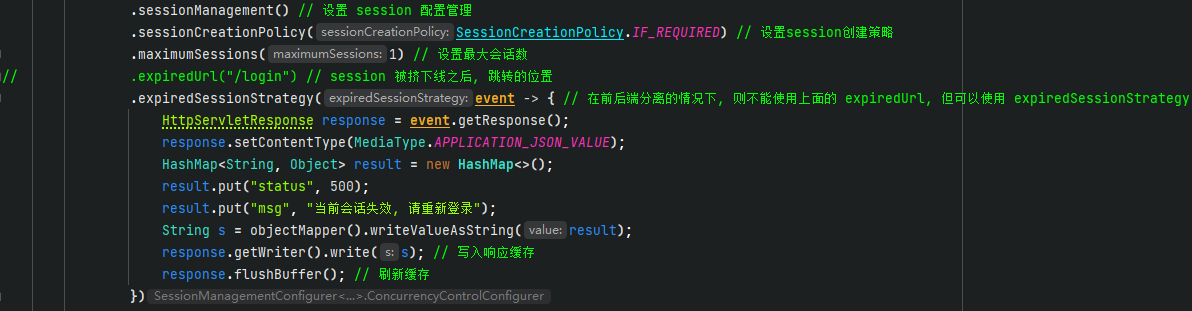 .sessionManagement() // 设置 session 配置管理
.sessionCreationPolicy( sessionCreationPolicy: SessionCreationPolicy.IF_REQUIRED) // 设置session创建策略
.maximumSessions( maximumSessions: 1) // 设置最大会话数
// .expiredUrl("/login") // session 被挤下线之后, 跳转的位置
.expiredSessionStrategy( expiredSessionStrategy: event -> { // 在前后端分离的情况下, 则不能使用上面的 expiredUrl, 但可以使用 expiredSessionStrategy
HttpServletResponse response = event.getResponse();
response.setContentType(MediaType.APPLICATION_JSON_VALUE);
HashMap<String, Object> result = new HashMap<>();
result.put("status", 500);
result.put("msg", "当前会话失效, 请重新登录");
String s = objectMapper().writeValueAsString( value: result);
response.getWriter().write( s: s); // 写入响应缓存
response.flushBuffer(); // 刷新缓存
}) SessionManagementConfigurer<...>.ConcurrencyControlConfigurer